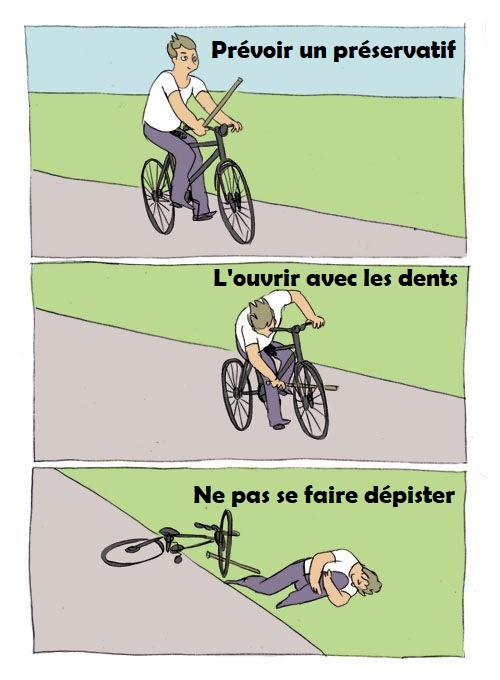 Prévoir un préservatif
L'ouvrir avec les dents
Ne pas se faire dépister